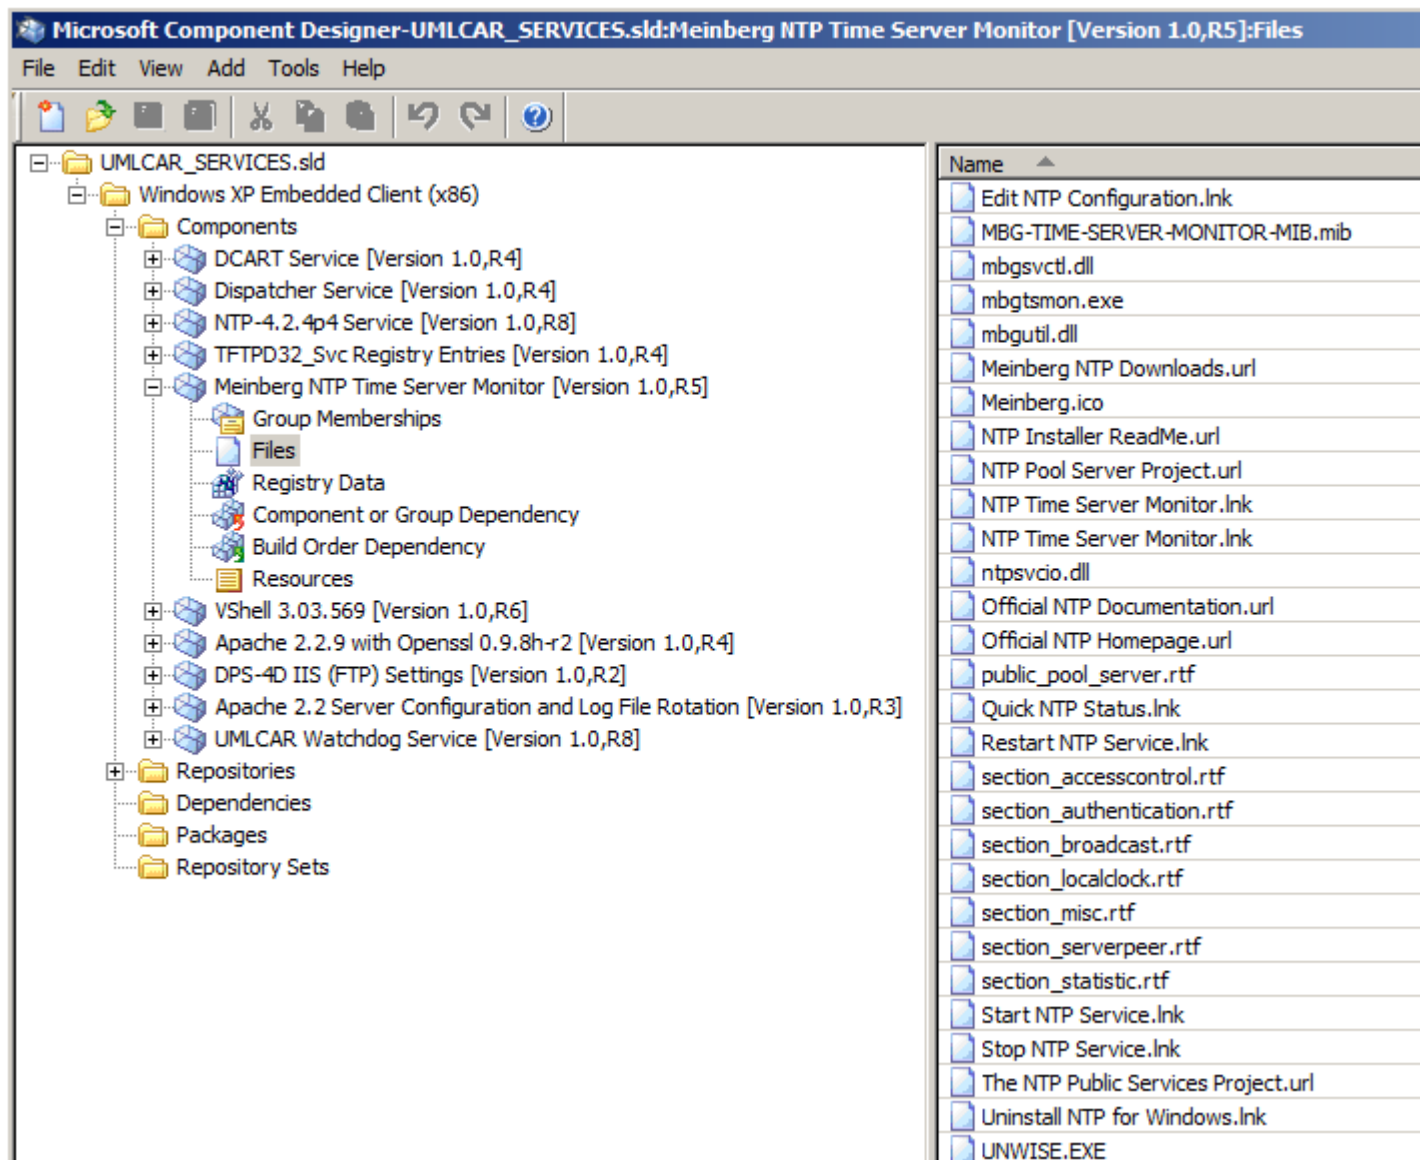 Microsoft Component Designer-UMLCAR_SERVICES.sld:Meinberg NTP Time Server Monitor [Version 1.0,R5]:Files
File Edit View Add Tools Help
UMLCAR_SERVICES.sld
Windows XP Embedded Client (x86)
Components
DCART Service [Version 1.0,R4]
Dispatcher Service [Version 1.0,R4]
NTP-4.2.4p4 Service [Version 1.0,R8]
TFTPD32_Svc Registry Entries [Version 1.0,R4]
Meinberg NTP Time Server Monitor [Version 1.0,R5]
Group Memberships
Files
Registry Data
Component or Group Dependency
Build Order Dependency
Resources
VShell 3.03.569 [Version 1.0,R6]
Apache 2.2.9 with Openssl 0.9.8h-r2 [Version 1.0,R4]
DPS-4D IIS (FTP) Settings [Version 1.0,R2]
Apache 2.2 Server Configuration and Log File Rotation [Version 1.0,R3]
UMLCAR Watchdog Service [Version 1.0,R8]
Repositories
Dependencies
Packages
Repository Sets
Name
Edit NTP Configuration.lnk
MBG-TIME-SERVER-MONITOR-MIB.mib
mbgsvctl.dll
mbgtsmon.exe
mbgutil.dll
Meinberg NTP Downloads.url
Meinberg.ico
NTP Installer ReadMe.url
NTP Pool Server Project.url
NTP Time Server Monitor.lnk
NTP Time Server Monitor.lnk
ntpsvcio.dll
Official NTP Documentation.url
Official NTP Homepage.url
public_pool_server.rtf
Quick NTP Status.lnk
Restart NTP Service.lnk
section_accesscontrol.rtf
section_authentication.rtf
section_broadcast.rtf
section_localclock.rtf
section_misc.rtf
section_serverpeer.rtf
section_statistic.rtf
Start NTP Service.lnk
Stop NTP Service.lnk
The NTP Public Services Project.url
Uninstall NTP for Windows.lnk
UNWISE.EXE